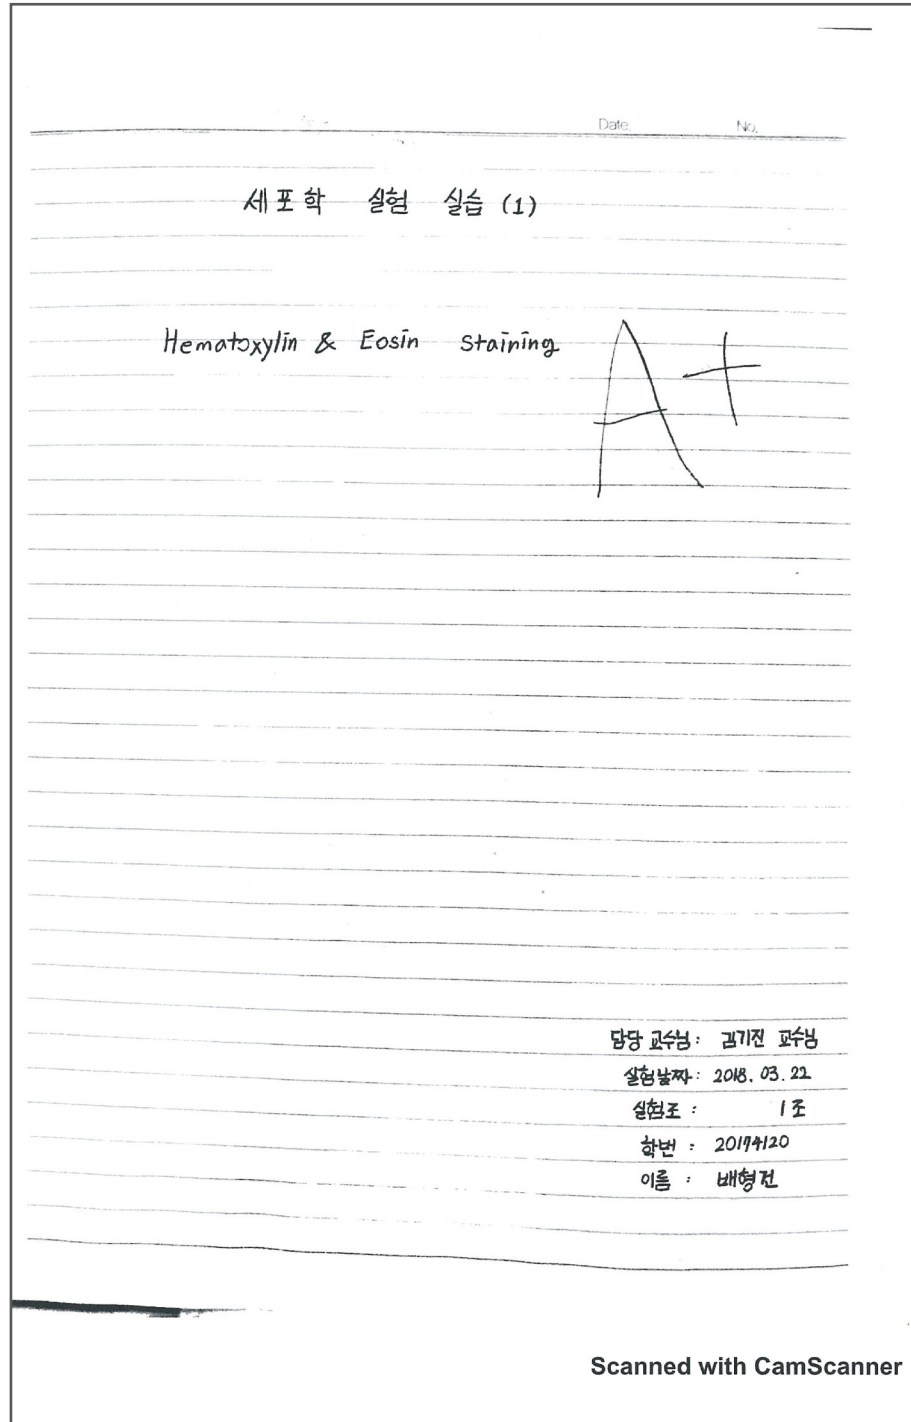 Date. No.
세포학 실험 실습 (1)
Hematoxylin & Eosin Staining
A+
담당 교수님 : 김기진 교수님
실험날짜 : 2018. 03. 22
실험조 : 1조
학번 : 20174120
이름 : 배형건
Scanned with CamScanner